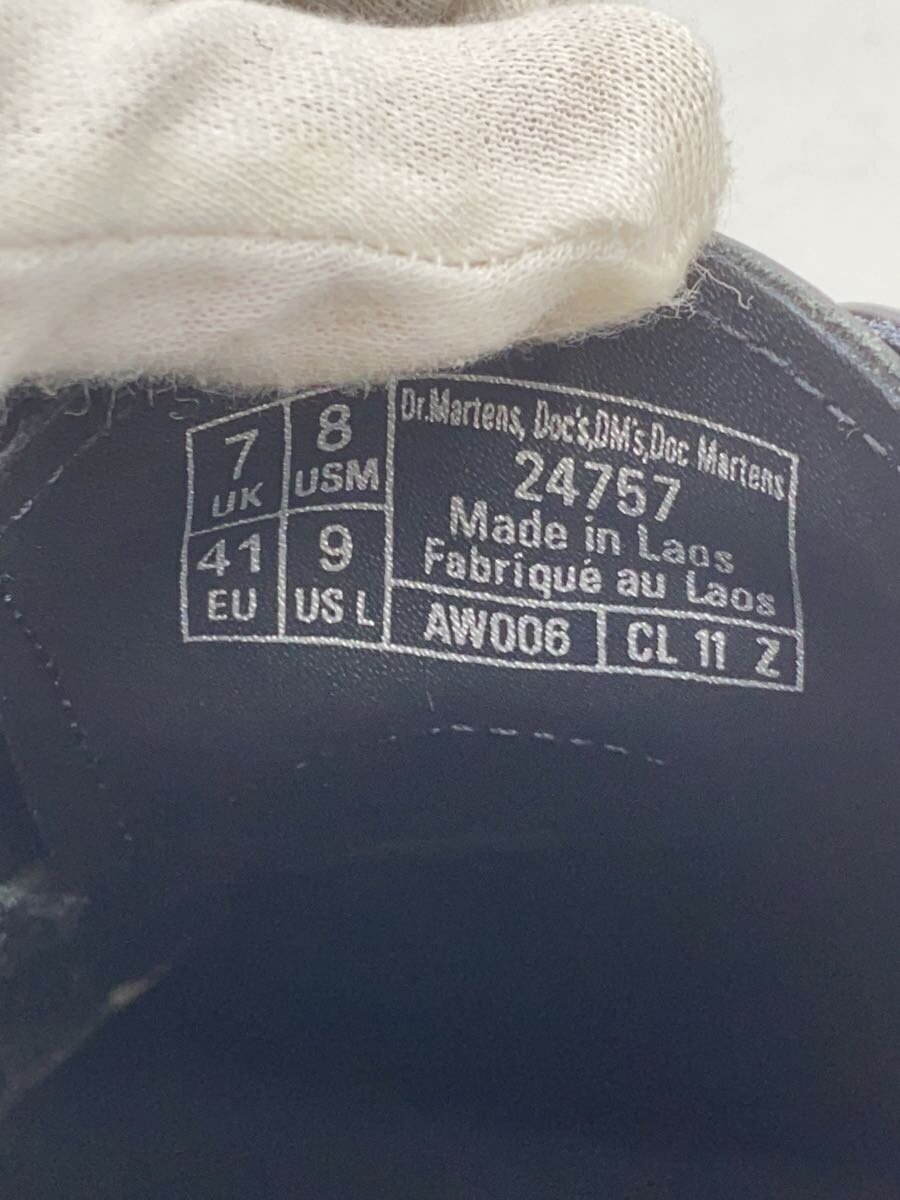 7
UK
8
USM
41
EU
9
US L
Dr.Martens, Doc's,DM's,Doc Martens
24757
Made in Laos
Fabriqué au Laos
AW006
CL 11 Z